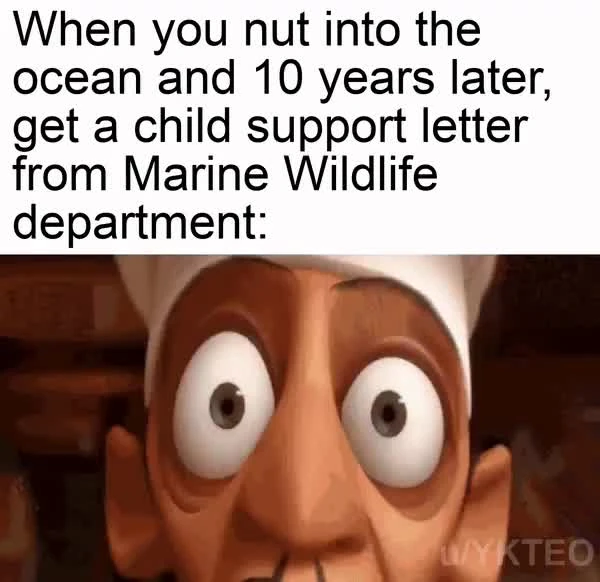 When you nut into the
ocean and 10 years later,
get a child support letter
from Marine Wildlife
department:
u/YKTEO